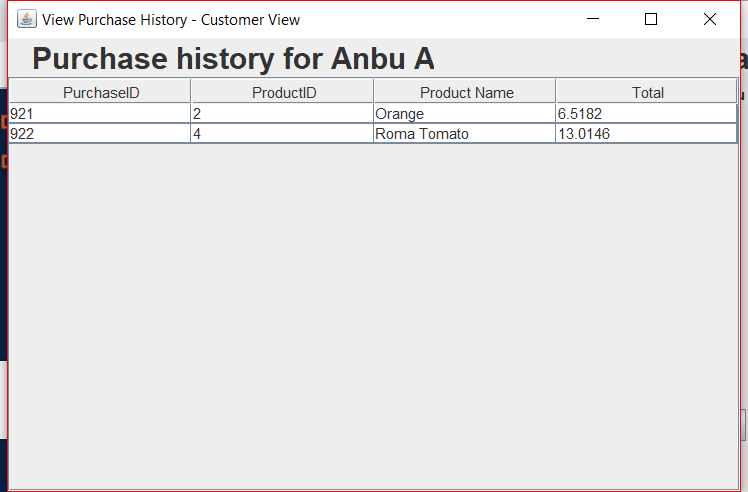 View Purchase History - Customer View
Purchase history for Anbu A
PurchaseID ProductID Product Name Total
921 2 Orange 6.5182
922 4 Roma Tomato 13.0146